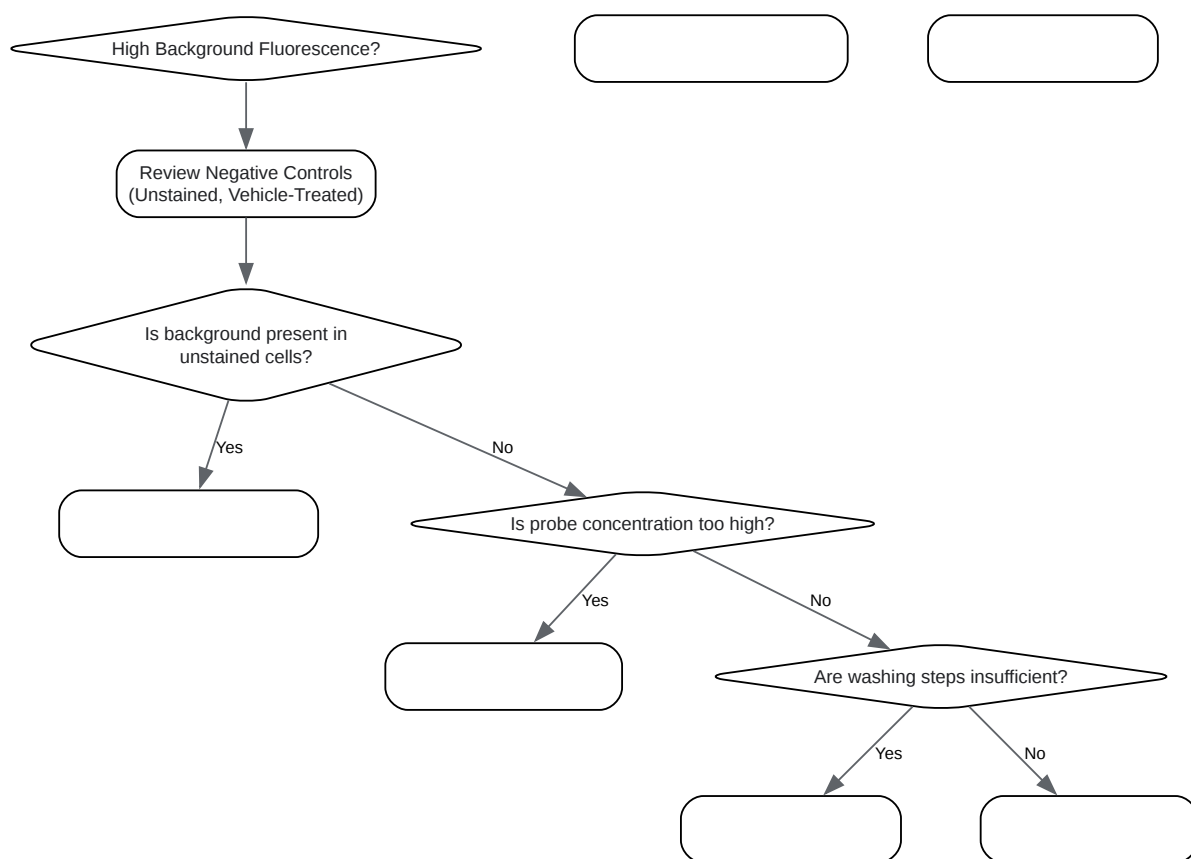 High Background Fluorescence?
Review Negative Controls
(Unstained, Vehicle-Treated)
Is background present in
unstained cells?
Yes
No
Is probe concentration too high?
Yes
No
Are washing steps insufficient?
Yes
No